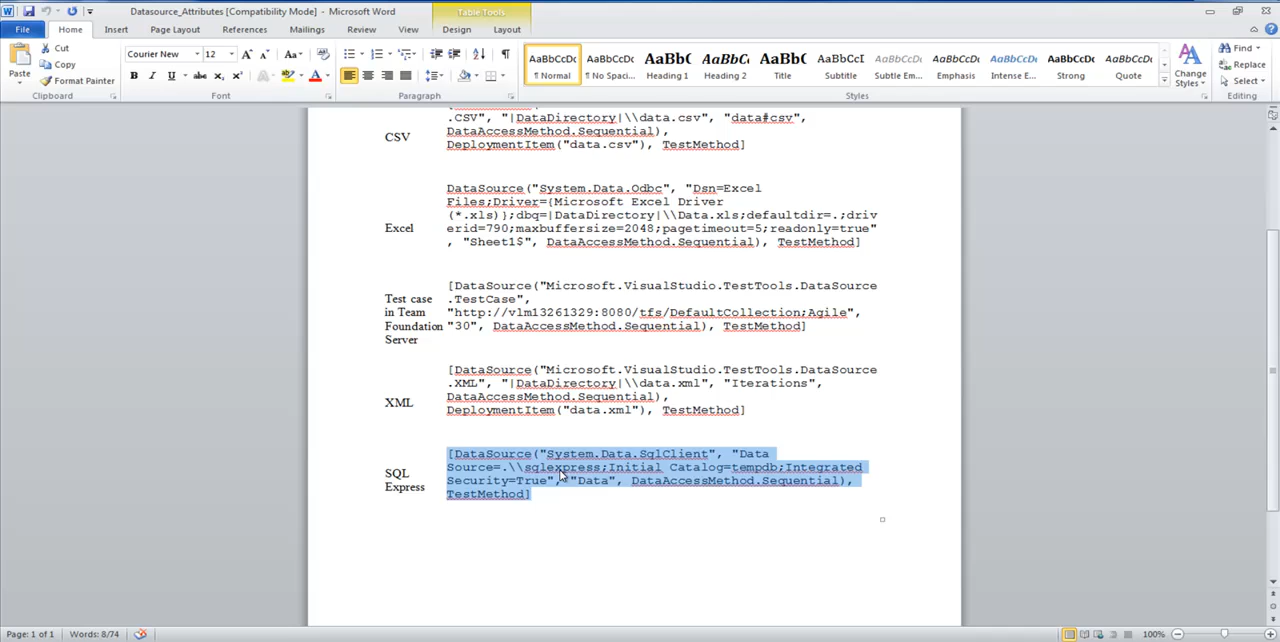 Datasource_Attributes [Compatibility Mode] - Microsoft Word
Table Tools
File Home Insert Page Layout References Mailings Review View Design Layout
Paste
Cut
Copy
Format Painter
Clipboard
Courier New 12
Font
Paragraph
AaBbCcDc AaBbCcDc AaBbC AaBbCc AaBbC AaBbCcI AaBbCcDc AaBbCcDc AaBbCcDc AaBbCcDc AaBbCcDc
¶ Normal ¶ No Spaci... Heading 1 Heading 2 Title Subtitle Subtle Em... Emphasis Intense E... Strong Quote
Styles
Change Styles
Find
Replace
Select
Editing
CSV
.CSV", "|DataDirectory|\\data.csv", "data#csv",
DataAccessMethod.Sequential),
DeploymentItem("data.csv"), TestMethod]
Excel
DataSource("System.Data.Odbc", "Dsn=Excel
Files;Driver={Microsoft Excel Driver
(*.xls)};dbq=|DataDirectory|\\Data.xls;defaultdir=.;driv
erid=790;maxbuffersize=2048;pagetimeout=5;readonly=true"
, "Sheet1$", DataAccessMethod.Sequential), TestMethod]
Test case
in Team
Foundation
Server
[DataSource("Microsoft.VisualStudio.TestTools.DataSource
.TestCase",
"http://vlm13261329:8080/tfs/DefaultCollection;Agile",
"30", DataAccessMethod.Sequential), TestMethod]
XML
[DataSource("Microsoft.VisualStudio.TestTools.DataSource
.XML", "|DataDirectory|\\data.xml", "Iterations",
DataAccessMethod.Sequential),
DeploymentItem("data.xml"), TestMethod]
SQL
Express
[DataSource("System.Data.SqlClient", "Data
Source=.\\sqlexpress;Initial Catalog=tempdb;Integrated
Security=True", "Data", DataAccessMethod.Sequential),
TestMethod]
Page: 1 of 1 Words: 8/74 100%